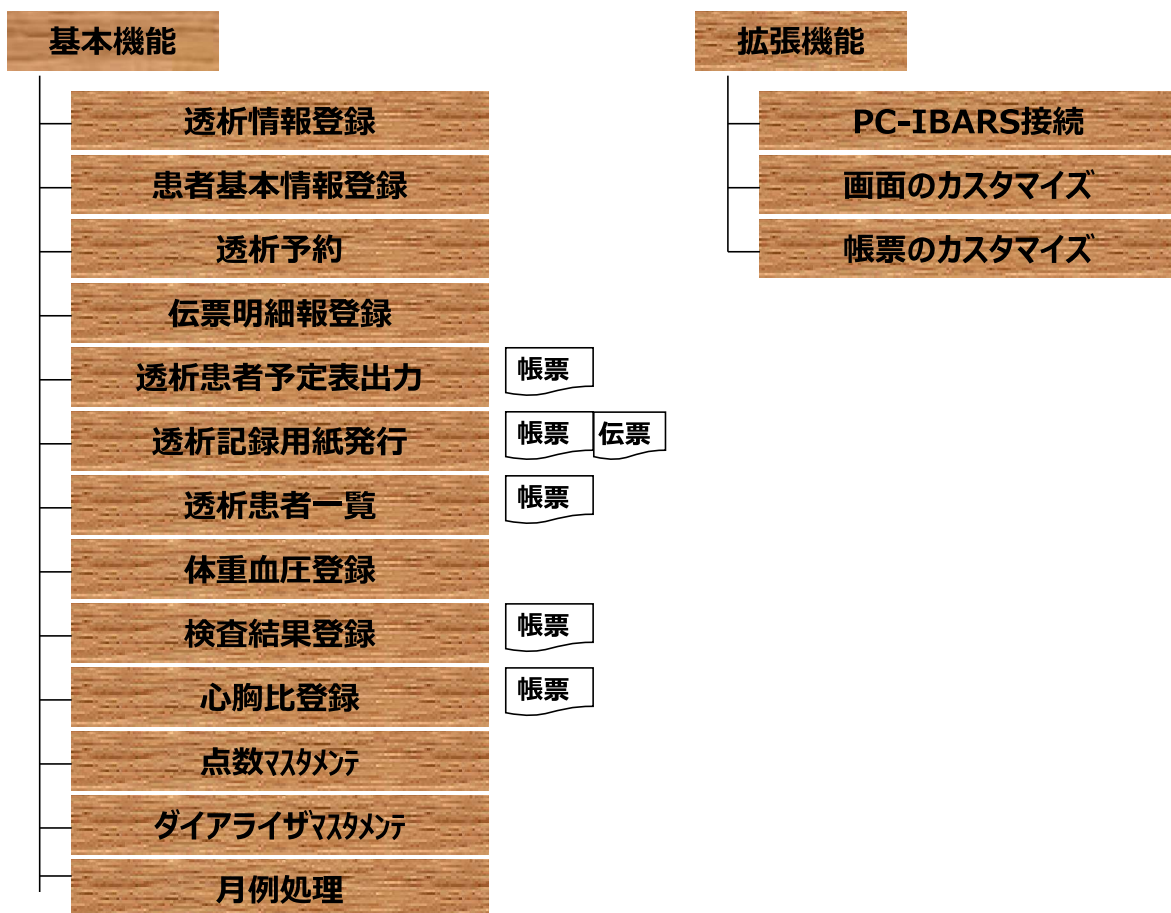 基本機能
透析情報登録
患者基本情報登録
透析予約
伝票明細報登録
透析患者予定表出力
帳票
透析記録用紙発行
帳票
伝票
透析患者一覧
帳票
体重血圧登録
検査結果登録
帳票
心胸比登録
帳票
点数ﾏｽﾀﾒﾝﾃ
ダイアライザﾏｽﾀﾒﾝﾃ
月例処理
拡張機能
PC-IBARS接続
画面のカスタマイズ
帳票のカスタマイズ